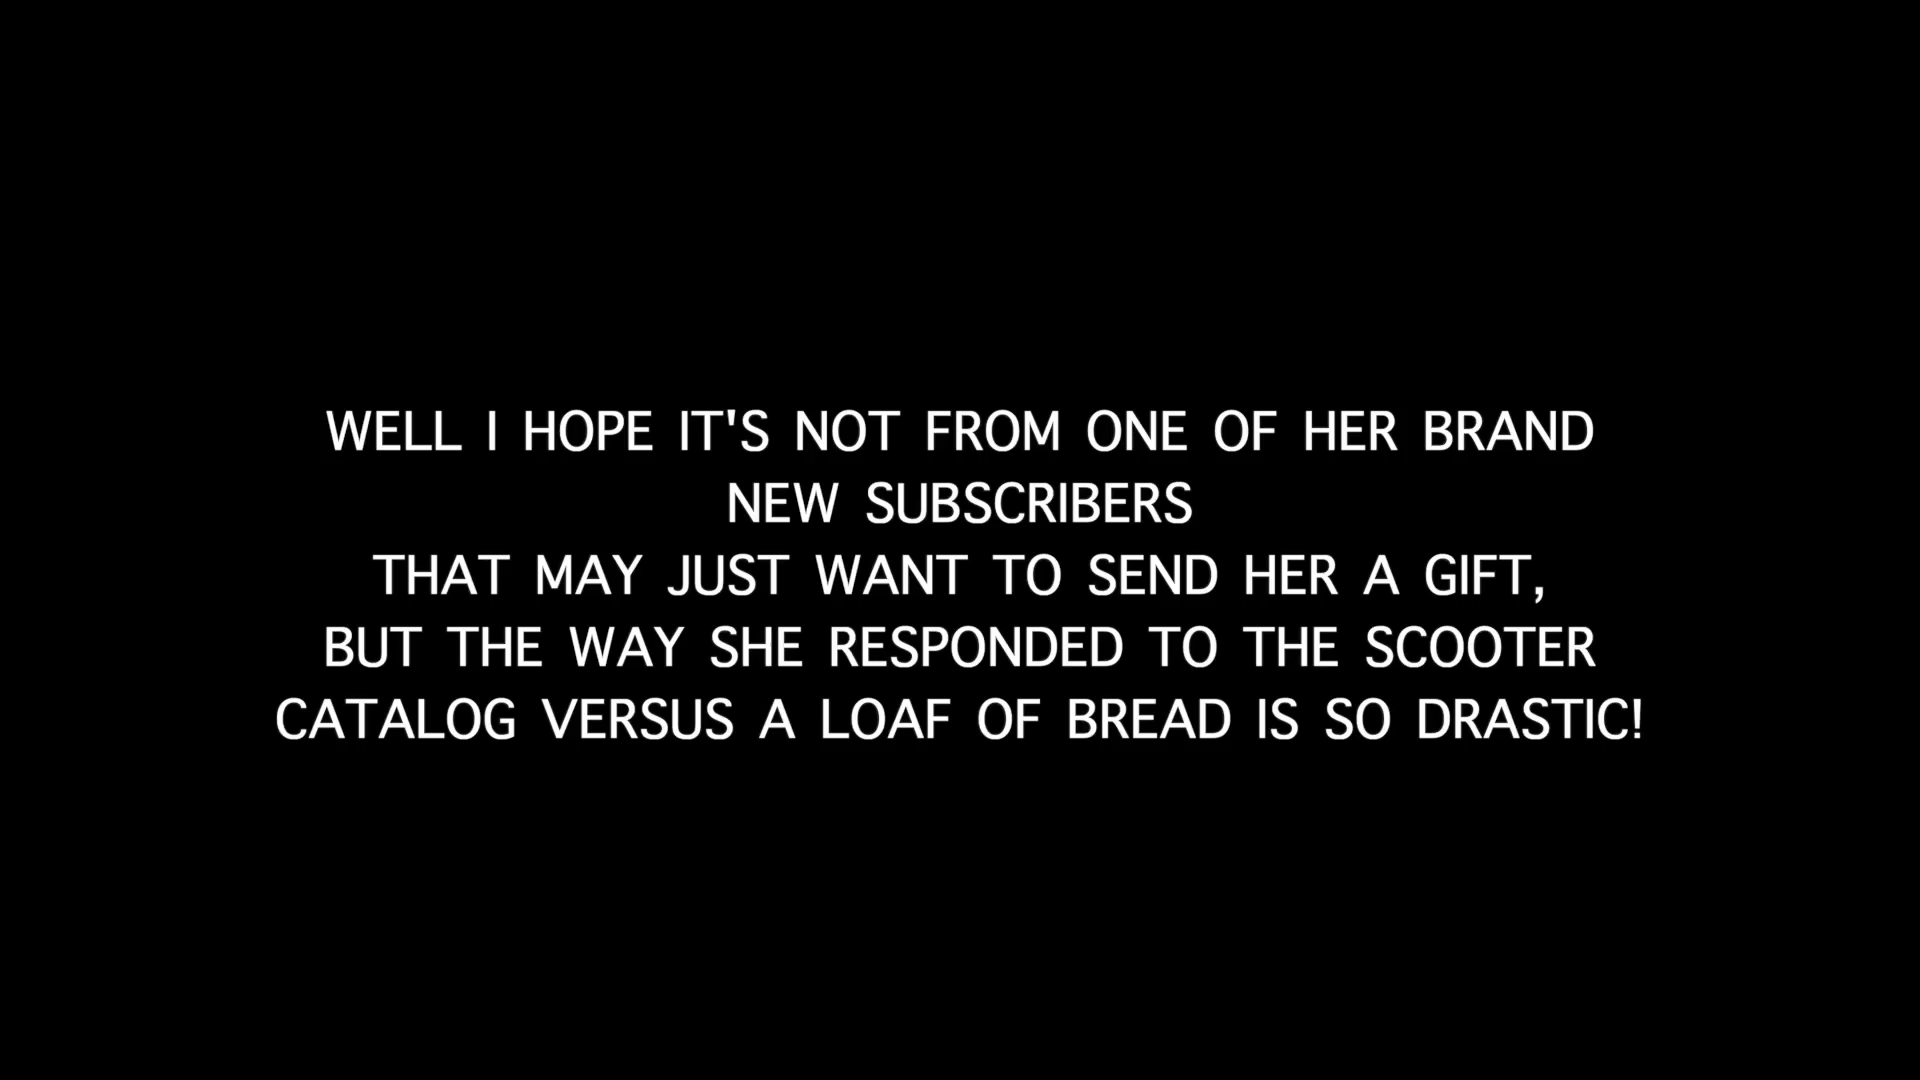 WELL I HOPE IT'S NOT FROM ONE OF HER BRAND
NEW SUBSCRIBERS
THAT MAY JUST WANT TO SEND HER A GIFT,
BUT THE WAY SHE RESPONDED TO THE SCOOTER
CATALOG VERSUS A LOAF OF BREAD IS SO DRASTIC!